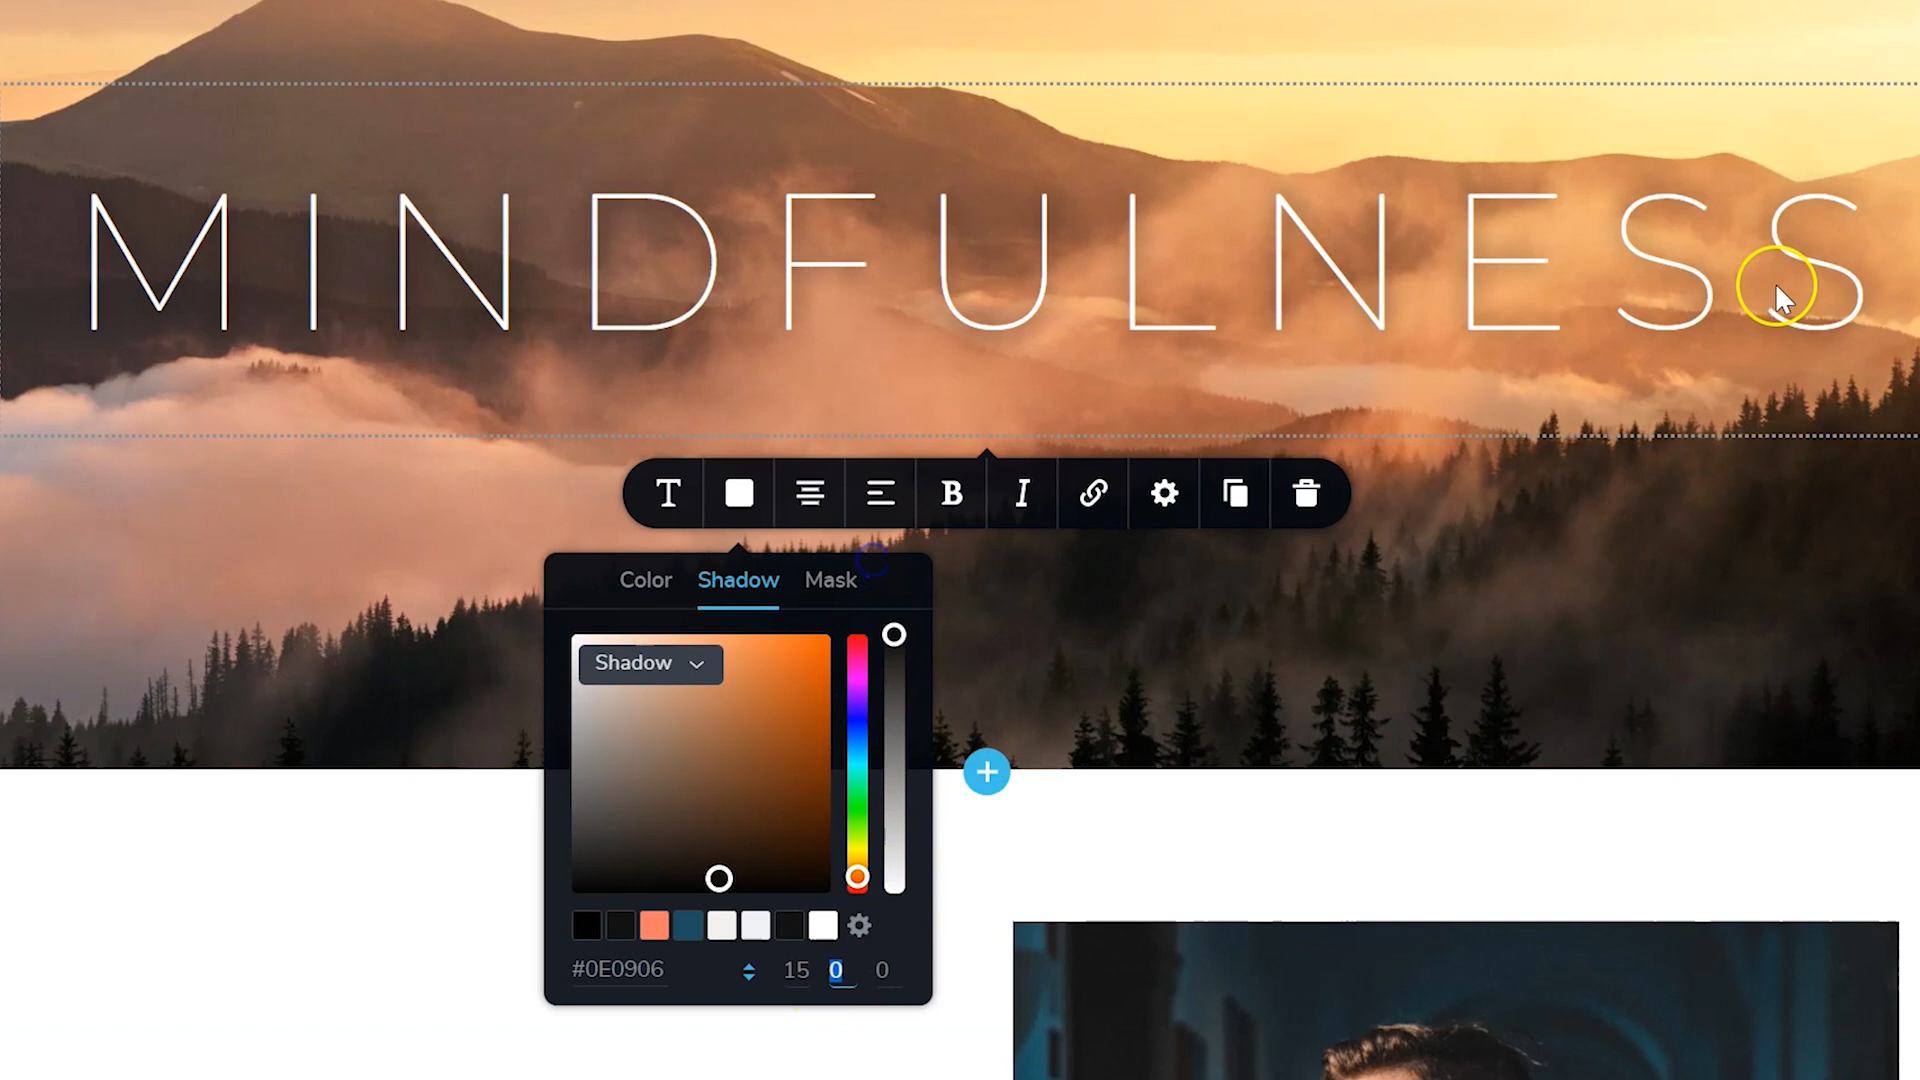 MINDFULNESS
T B I
Color Shadow Mask
Shadow
#0E0906 15 0 0